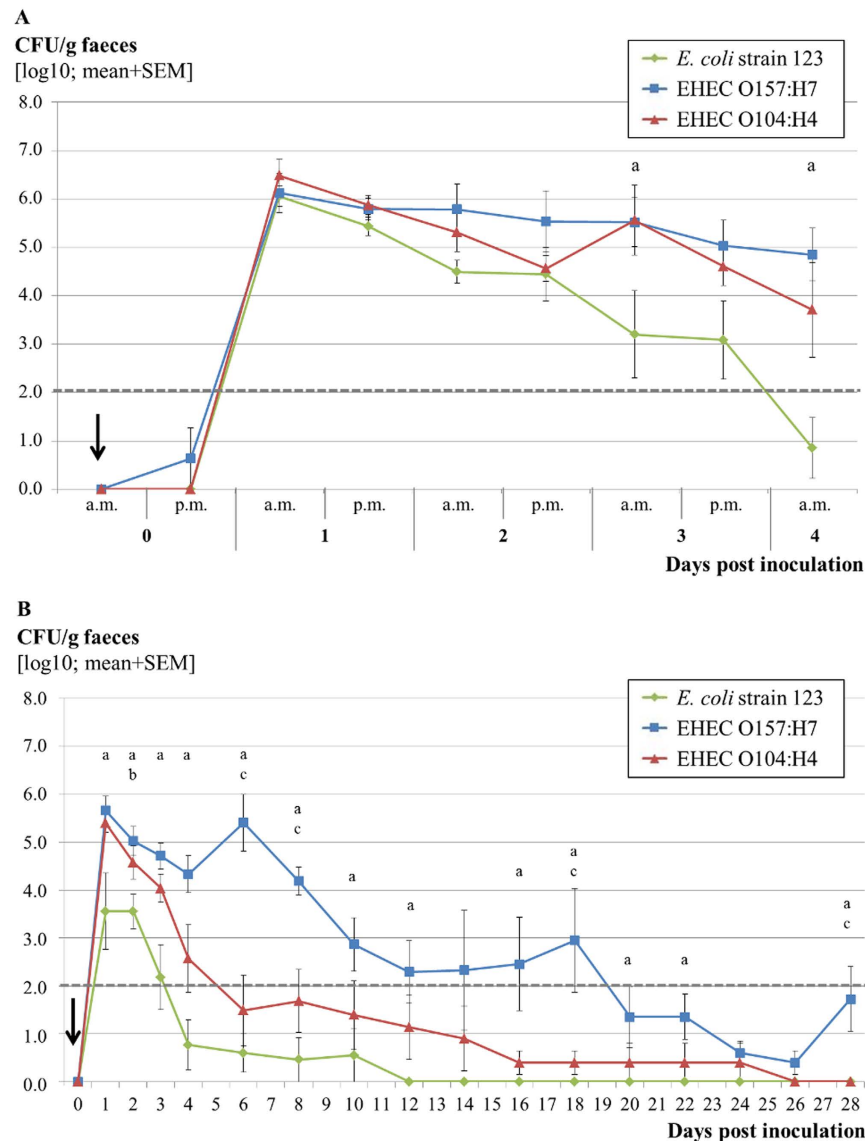 A
CFU/g faeces
[log10; mean+SEM]
E. coli strain 123
EHEC O157:H7
EHEC O104:H4
8.0
7.0
6.0
5.0
4.0
3.0
2.0
1.0
0.0
a a
a.m. p.m. a.m. p.m. a.m. p.m. a.m. p.m. a.m.
0 1 2 3 4
Days post inoculation
B
CFU/g faeces
[log10; mean+SEM]
E. coli strain 123
EHEC O157:H7
EHEC O104:H4
8.0
7.0
6.0
5.0
4.0
3.0
2.0
1.0
0.0
a a a a a a a a a a a a a
b c c c c
0 1 2 3 4 5 6 7 8 9 10 11 12 13 14 15 16 17 18 19 20 21 22 23 24 25 26 27 28
Days post inoculation